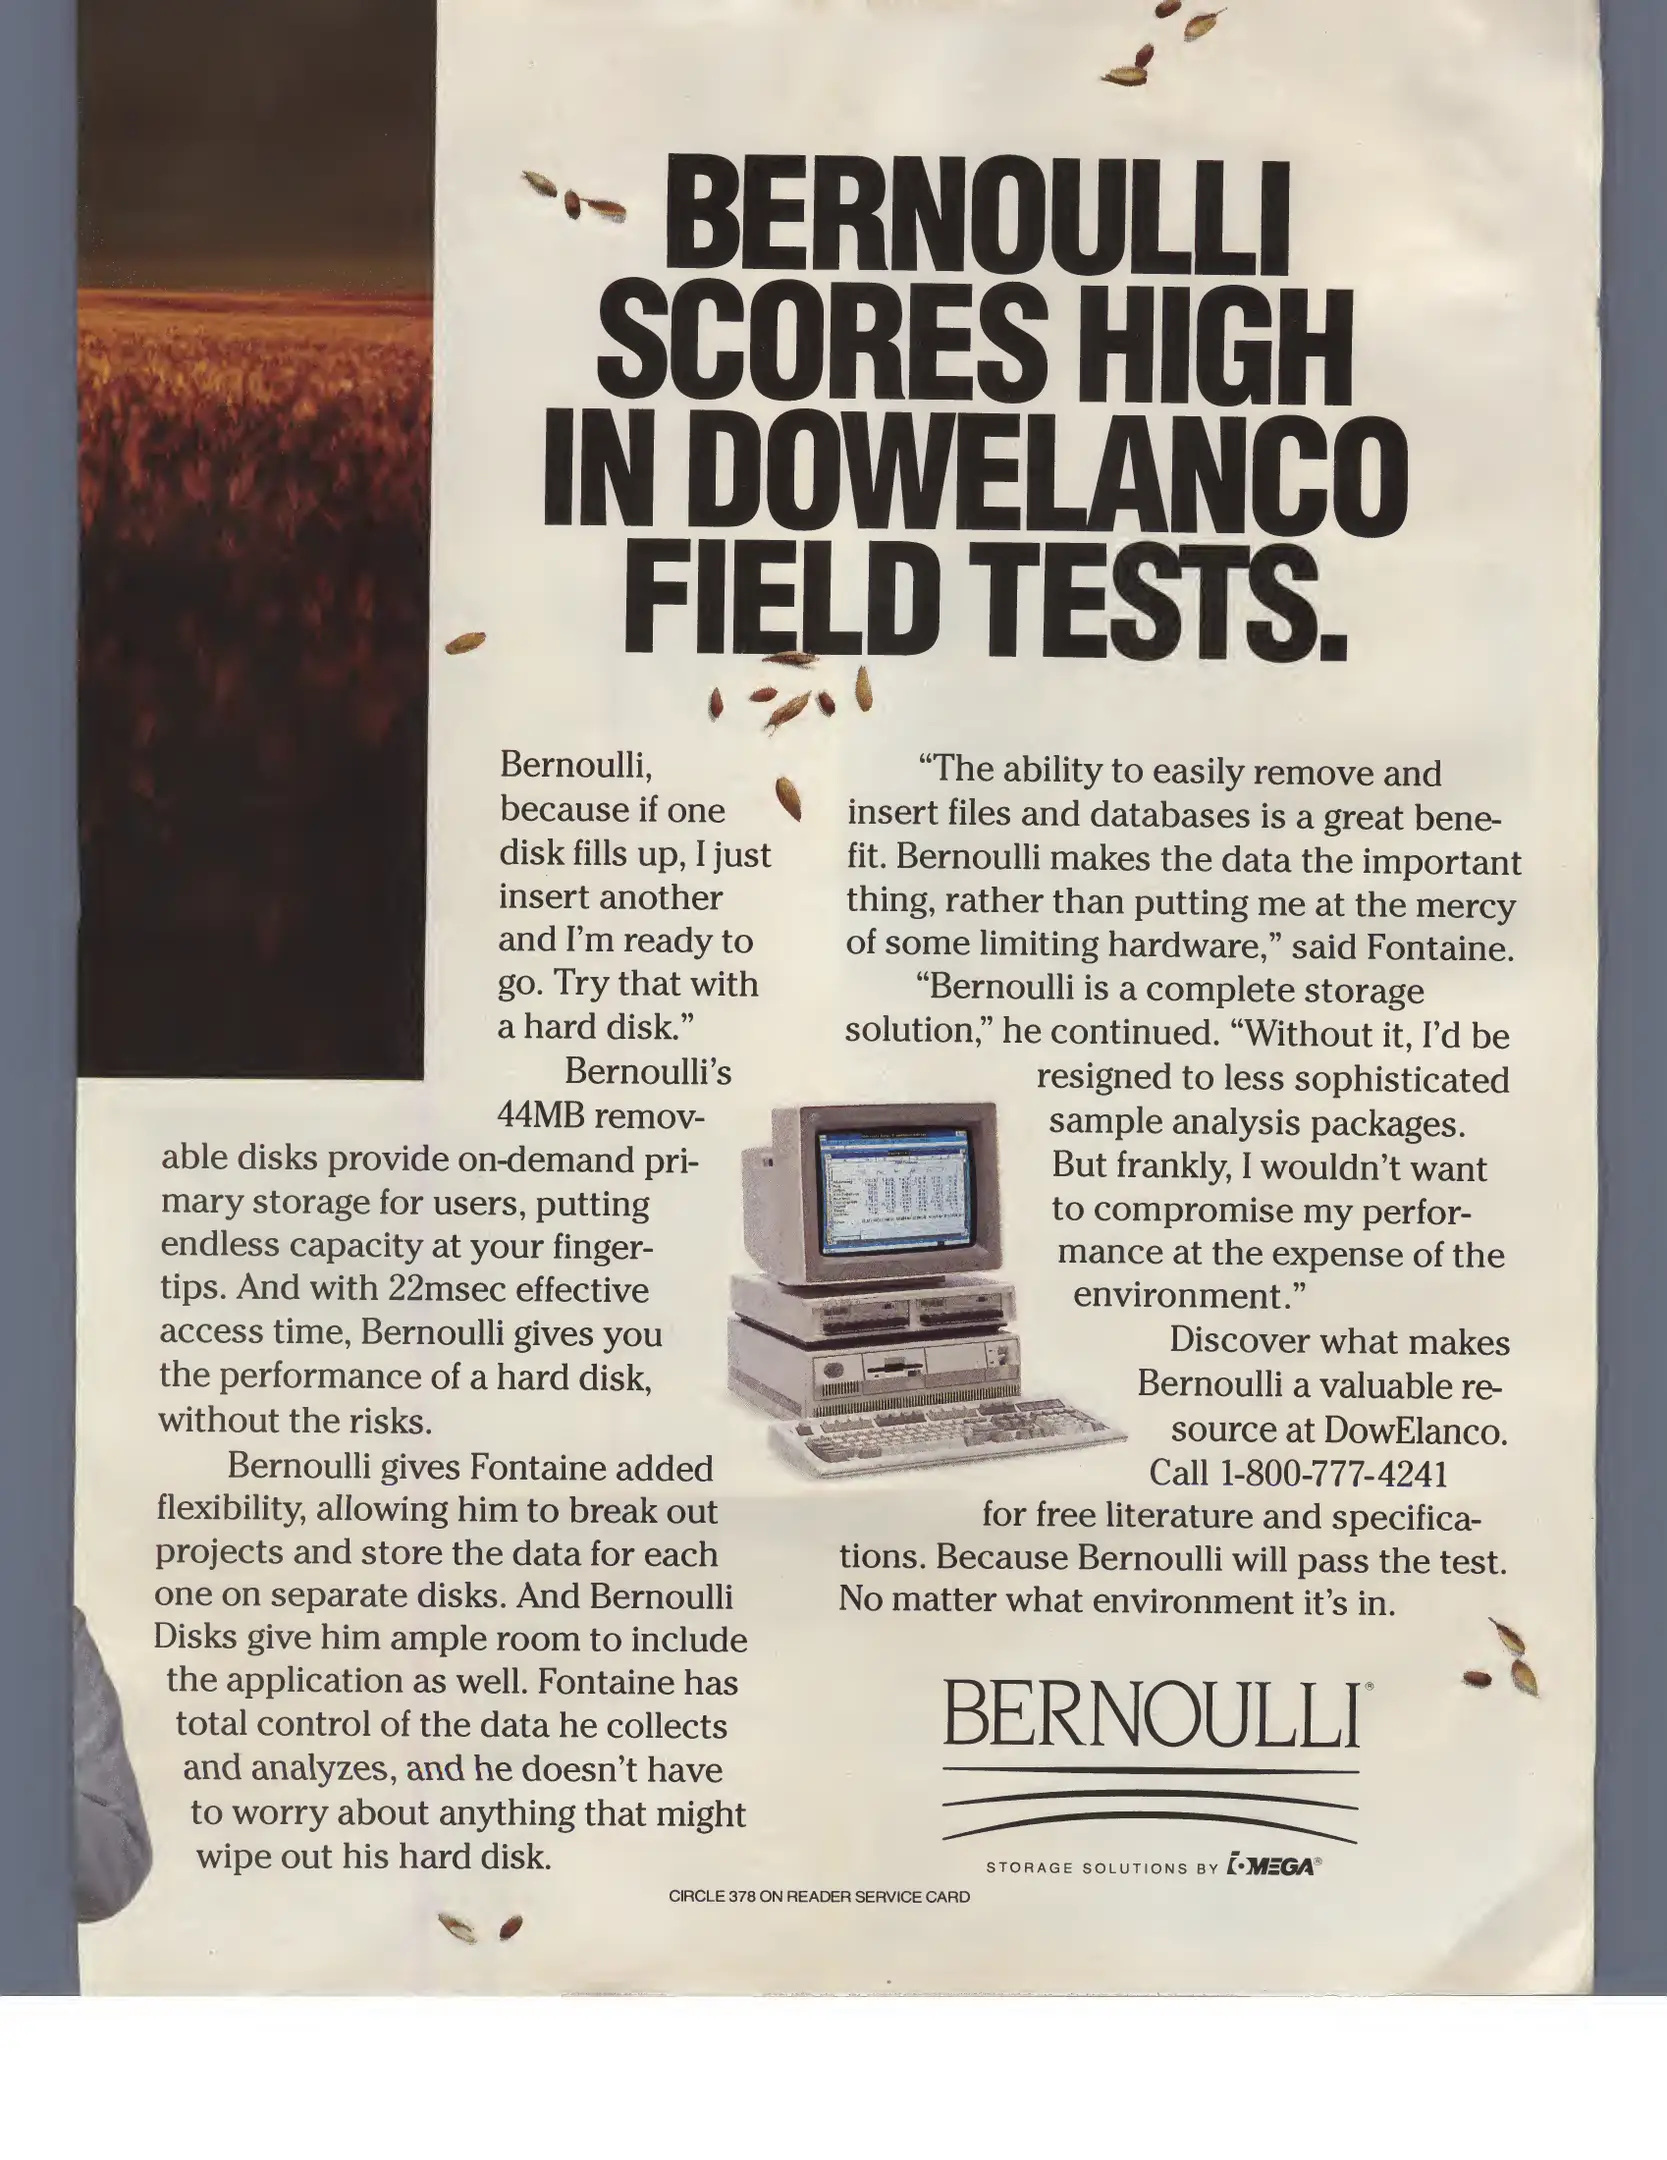 BERNOULLI
SCORES HIGH
IN DOWELANCO
FIELD TESTS.
Bernoulli,
because if one
disk fills up, I just
insert another
and I'm ready to
go. Try that with
a hard disk.”
Bernoulli's
44MB remov-
able disks provide on-demand pri-
mary storage for users, putting
endless capacity at your finger-
tips. And with 22msec effective
access time, Bernoulli gives you
the performance of a hard disk,
without the risks.
Bernoulli gives Fontaine added
flexibility, allowing him to break out
projects and store the data for each
one on separate disks. And Bernoulli
Disks give him ample room to include
the application as well. Fontaine has
total control of the data he collects
and analyzes, and he doesn't have
to worry about anything that might
wipe out his hard disk.
“The ability to easily remove and
insert files and databases is a great bene-
fit. Bernoulli makes the data the important
thing, rather than putting me at the mercy
of some limiting hardware,” said Fontaine.
“Bernoulli is a complete storage
solution,” he continued. “Without it, I'd be
resigned to less sophisticated
sample analysis packages.
But frankly, I wouldn't want
to compromise my perfor-
mance at the expense of the
environment.”
Discover what makes
Bernoulli a valuable re-
source at DowElanco.
Call 1-800-777-4241
for free literature and specifica-
tions. Because Bernoulli will pass the test.
No matter what environment it's in.
BERNOULLI®
STORAGE SOLUTIONS BY IOMEGA®
CIRCLE 378 ON READER SERVICE CARD